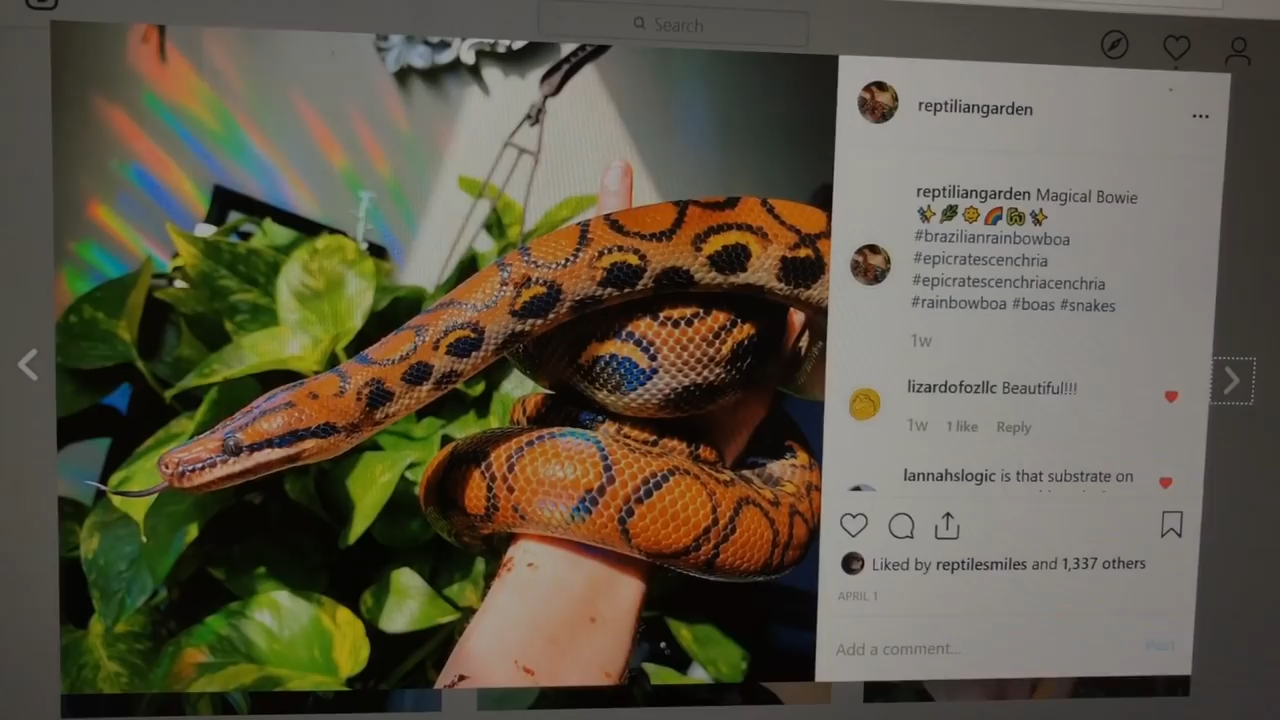 Search
reptiliangarden
reptiliangarden Magical Bowie
#brazilianrainbowboa
#epicratescenchria
#epicratescenchriacenchria
#rainbowboa #boas #snakes
1w
lizardofozllc Beautiful!!!
1w 1 like Reply
lannahslogic is that substrate on
Liked by reptilesmiles and 1,337 others
APRIL 1
Add a comment... Post